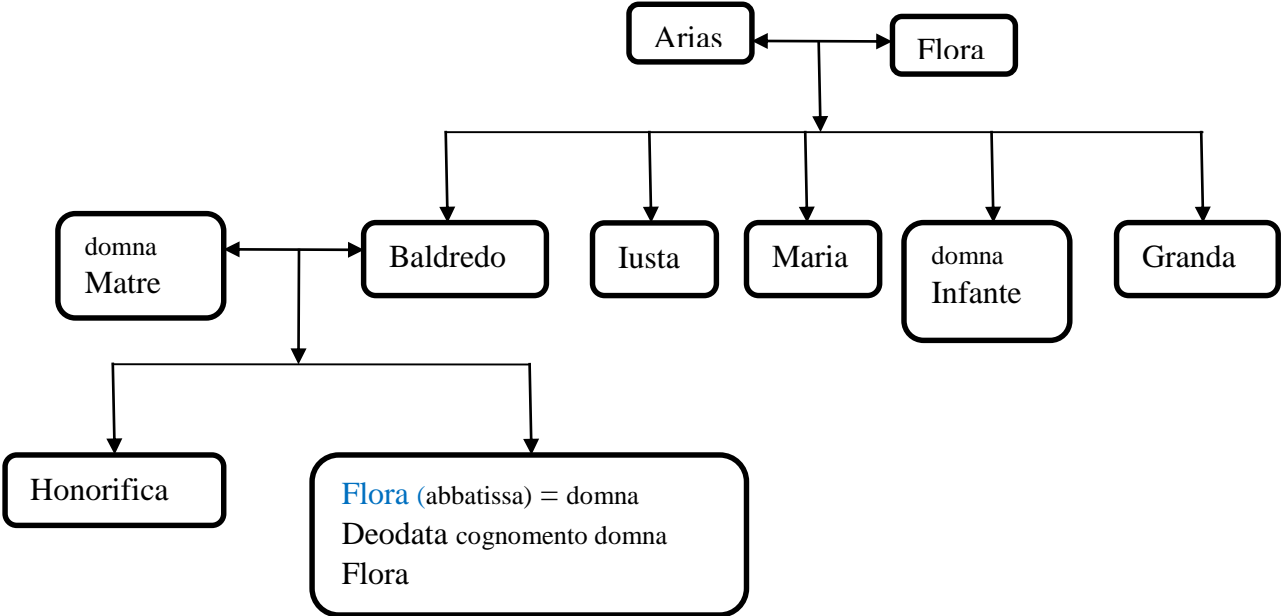 Arias
Flora
Baldredo
Iusta
Maria
domna
Infante
Granda
domna
Matre
Honorifica
Flora (abbatissa) = domna
Deodata cognomento domna
Flora